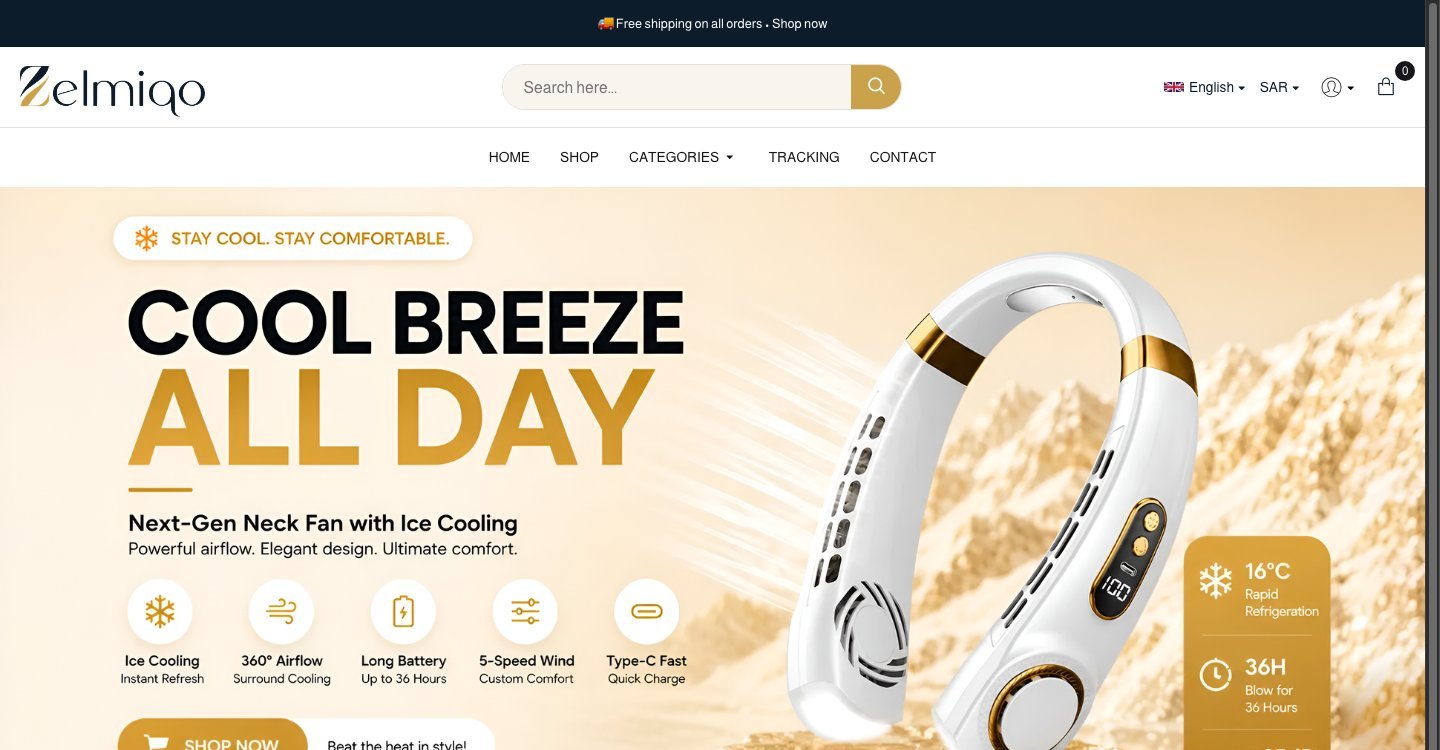 🚚Free shipping on all orders • Shop now
Zelmiqo
Search here...
English
SAR
0
HOME
SHOP
CATEGORIES
TRACKING
CONTACT
STAY COOL. STAY COMFORTABLE.
COOL BREEZE
ALL DAY
Next-Gen Neck Fan with Ice Cooling
Powerful airflow. Elegant design. Ultimate comfort.
Ice Cooling
Instant Refresh
360° Airflow
Surround Cooling
Long Battery
Up to 36 Hours
5-Speed Wind
Custom Comfort
Type-C Fast
Quick Charge
100
16°C
Rapid
Refrigeration
36H
Blow for
36 Hours
SHOP NOW
Beat the heat in style!